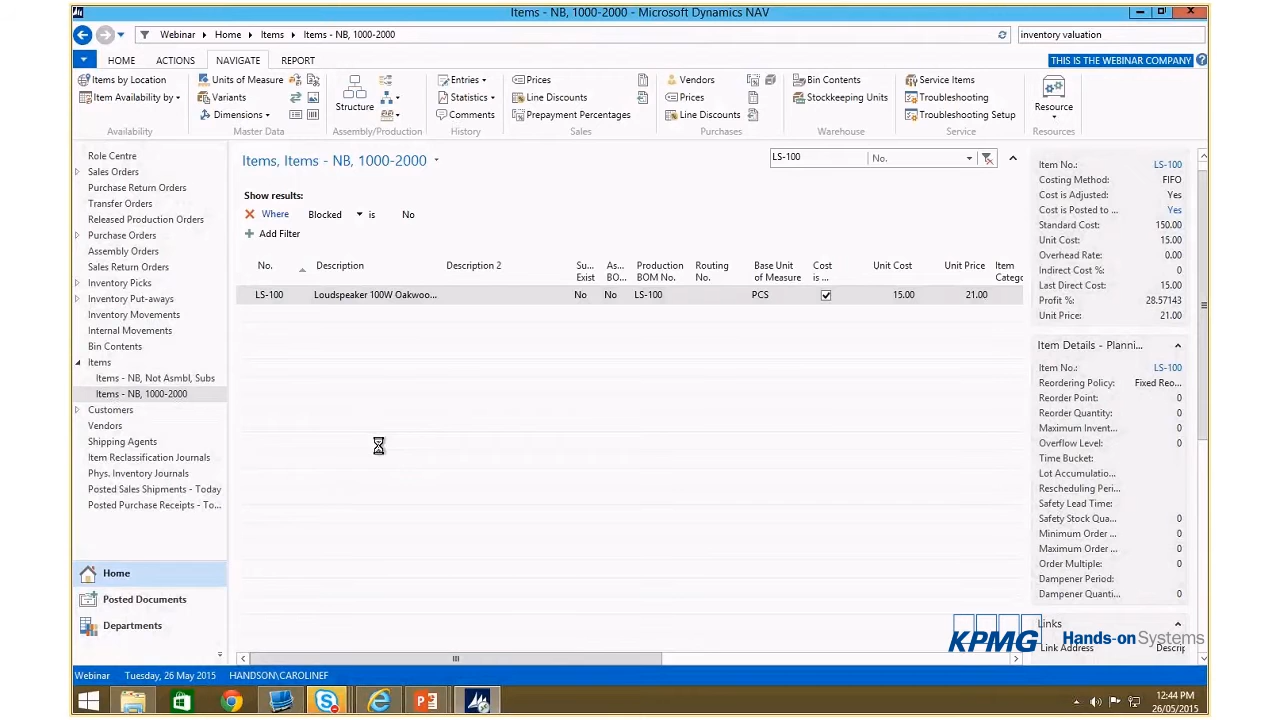 Items - NB, 1000-2000 - Microsoft Dynamics NAV
Webinar Home Items Items - NB, 1000-2000
inventory valuation
HOME ACTIONS NAVIGATE REPORT
THIS IS THE WEBINAR COMPANY
Items by Location
Item Availability by
Availability
Units of Measure
Variants
Dimensions
Master Data
Structure
Assembly/Production
Entries
Statistics
Comments
History
Prices
Line Discounts
Prepayment Percentages
Sales
Vendors
Prices
Line Discounts
Purchases
Bin Contents
Stockkeeping Units
Warehouse
Service Items
Troubleshooting
Troubleshooting Setup
Service
Resource
Resources
Role Centre
Sales Orders
Purchase Return Orders
Transfer Orders
Released Production Orders
Purchase Orders
Assembly Orders
Sales Return Orders
Inventory Picks
Inventory Put-aways
Inventory Movements
Internal Movements
Bin Contents
Items
Items - NB, Not Asmbl, Subs
Items - NB, 1000-2000
Customers
Vendors
Shipping Agents
Item Reclassification Journals
Phys. Inventory Journals
Posted Sales Shipments - Today
Posted Purchase Receipts - To...
Home
Posted Documents
Departments
Items, Items - NB, 1000-2000
LS-100 No.
Show results:
Where Blocked is No
Add Filter
No. Description Description 2 Su... Exist As... BO... Production BOM No. Routing No. Base Unit of Measure Cost is ... Unit Cost Unit Price Item Categc
LS-100 Loudspeaker 100W Oakwoo... No No LS-100 PCS 15.00 21.00
Item No.: LS-100
Costing Method: FIFO
Cost is Adjusted: Yes
Cost is Posted to ... Yes
Standard Cost: 150.00
Unit Cost: 15.00
Overhead Rate: 0.00
Indirect Cost %: 0
Last Direct Cost: 15.00
Profit %: 28.57143
Unit Price: 21.00
Item Details - Planni...
Item No.: LS-100
Reordering Policy: Fixed Reo...
Reorder Point: 0
Reorder Quantity: 0
Maximum Invent... 0
Overflow Level: 0
Time Bucket:
Lot Accumulatio...
Rescheduling Peri...
Safety Lead Time:
Safety Stock Qua... 0
Minimum Order ... 0
Maximum Order ... 0
Order Multiple: 0
Dampener Period:
Dampener Quanti... 0
Links
Link Address Descrip
KPMG Hands-on Systems
Webinar Tuesday, 26 May 2015 HANDSON\CAROLINEF
12:44 PM
26/05/2015